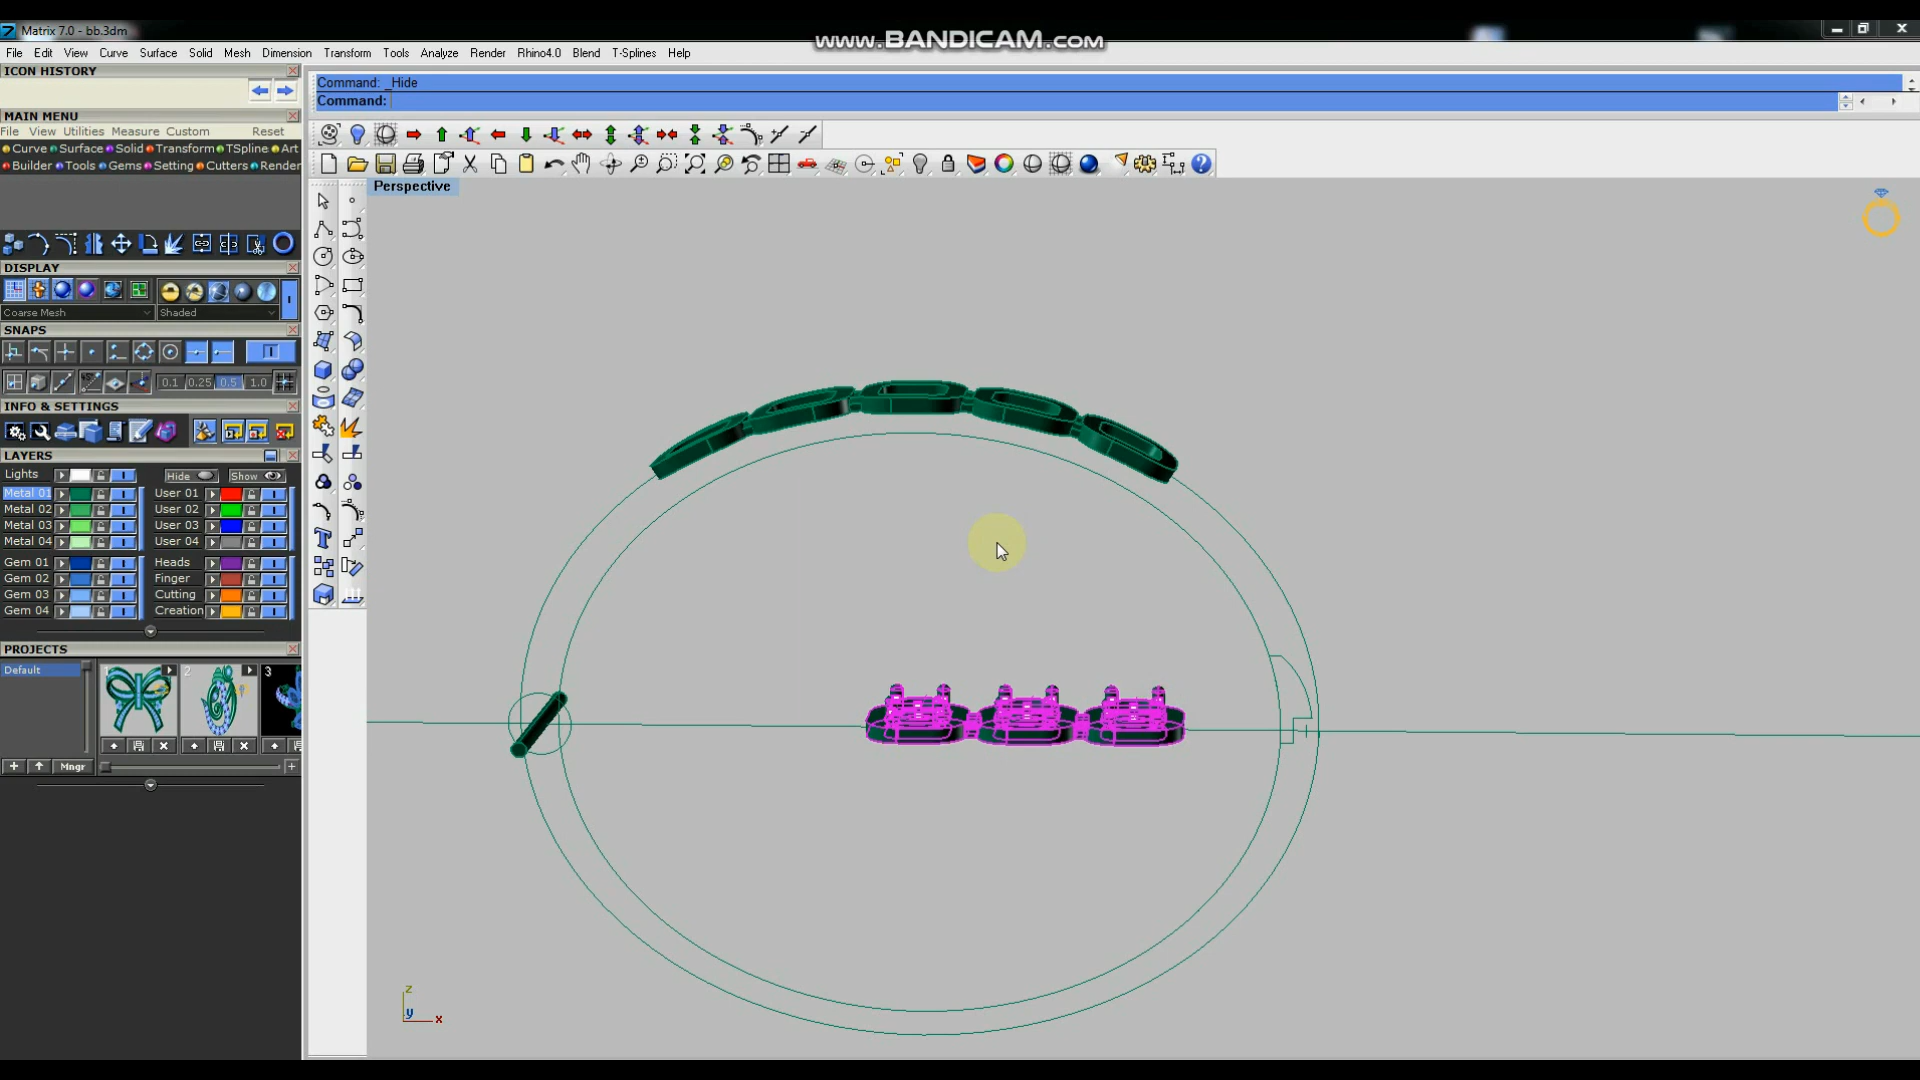 Matrix 7.0 - bb.3dm
www.BANDICAM.com
File Edit View Curve Surface Solid Mesh Dimension Transform Tools Analyze Render Rhino4.0 Blend T-Splines Help
ICON HISTORY
Command: _Hide
Command:
MAIN MENU
File View Utilities Measure Custom Reset
Curve Surface Solid Transform TSpline Art
Builder Tools Gems Setting Cutters Render
Perspective
DISPLAY
Coarse Mesh Shaded
SNAPS
0.1 0.25 0.5 1.0
INFO & SETTINGS
LAYERS
Lights Hide Show
Metal 01 User 01
Metal 02 User 02
Metal 03 User 03
Metal 04 User 04
Gem 01 Heads
Gem 02 Finger
Gem 03 Cutting
Gem 04 Creation
PROJECTS
Default 1 2 3
Mngr
z
y x